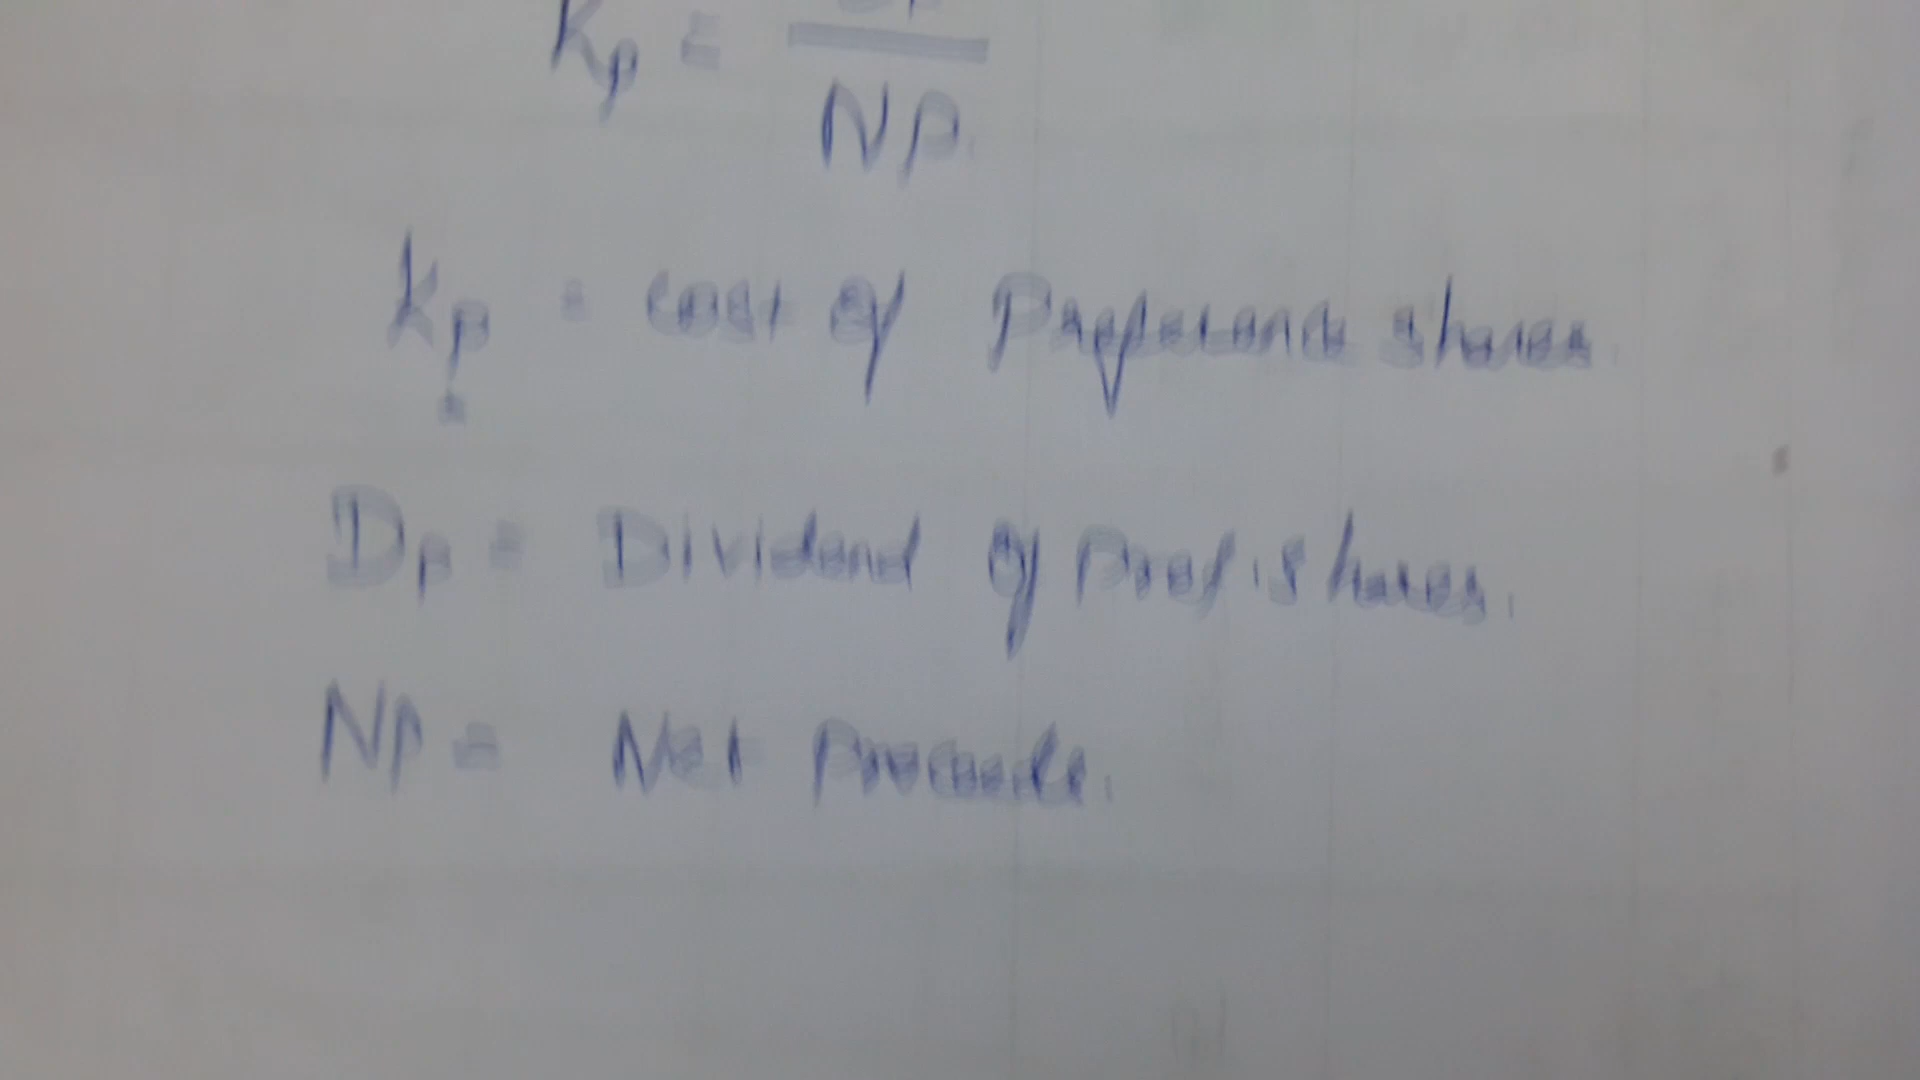 Kp =
NP.
Kp = cost of Preference shares
Dp = Dividend of Pref. shares.
NP = Net Proceeds.